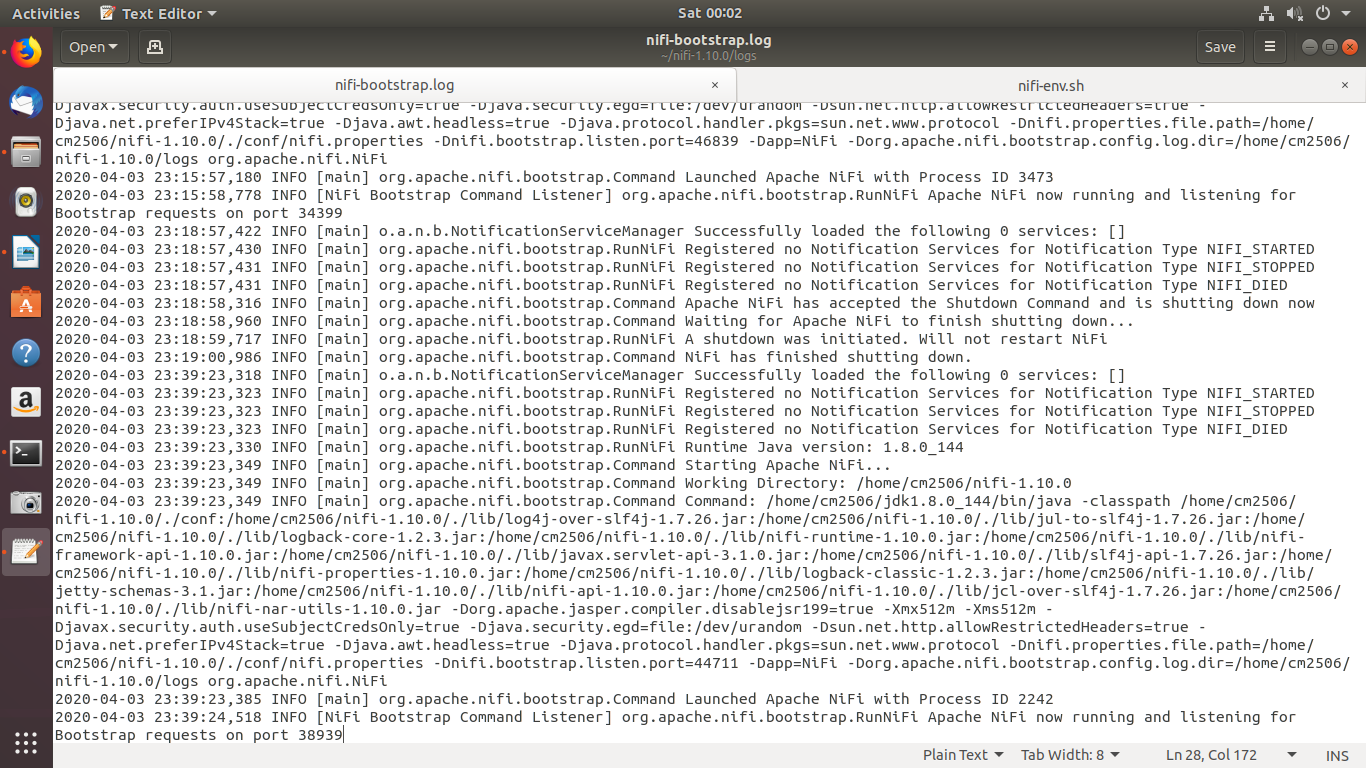 Activities Text Editor Sat 00:02
Open nifi-bootstrap.log Save
~/nifi-1.10.0/logs
nifi-bootstrap.log × nifi-env.sh ×
Djavax.security.auth.useSubjectCredsOnly=true -Djava.security.egd=file:/dev/urandom -Dsun.net.http.allowRestrictedHeaders=true -
Djava.net.preferIPv4Stack=true -Djava.awt.headless=true -Djava.protocol.handler.pkgs=sun.net.www.protocol -Dnifi.properties.file.path=/home/
cm2506/nifi-1.10.0/./conf/nifi.properties -Dnifi.bootstrap.listen.port=46839 -Dapp=NiFi -Dorg.apache.nifi.bootstrap.config.log.dir=/home/cm2506/
nifi-1.10.0/logs org.apache.nifi.NiFi
2020-04-03 23:15:57,180 INFO [main] org.apache.nifi.bootstrap.Command Launched Apache NiFi with Process ID 3473
2020-04-03 23:15:58,778 INFO [NiFi Bootstrap Command Listener] org.apache.nifi.bootstrap.RunNiFi Apache NiFi now running and listening for
Bootstrap requests on port 34399
2020-04-03 23:18:57,422 INFO [main] o.a.n.b.NotificationServiceManager Successfully loaded the following 0 services: []
2020-04-03 23:18:57,430 INFO [main] org.apache.nifi.bootstrap.RunNiFi Registered no Notification Services for Notification Type NIFI_STARTED
2020-04-03 23:18:57,431 INFO [main] org.apache.nifi.bootstrap.RunNiFi Registered no Notification Services for Notification Type NIFI_STOPPED
2020-04-03 23:18:57,431 INFO [main] org.apache.nifi.bootstrap.RunNiFi Registered no Notification Services for Notification Type NIFI_DIED
2020-04-03 23:18:58,316 INFO [main] org.apache.nifi.bootstrap.Command Apache NiFi has accepted the Shutdown Command and is shutting down now
2020-04-03 23:18:58,960 INFO [main] org.apache.nifi.bootstrap.Command Waiting for Apache NiFi to finish shutting down...
2020-04-03 23:18:59,717 INFO [main] org.apache.nifi.bootstrap.RunNiFi A shutdown was initiated. Will not restart NiFi
2020-04-03 23:19:00,986 INFO [main] org.apache.nifi.bootstrap.Command NiFi has finished shutting down.
2020-04-03 23:39:23,318 INFO [main] o.a.n.b.NotificationServiceManager Successfully loaded the following 0 services: []
2020-04-03 23:39:23,323 INFO [main] org.apache.nifi.bootstrap.RunNiFi Registered no Notification Services for Notification Type NIFI_STARTED
2020-04-03 23:39:23,323 INFO [main] org.apache.nifi.bootstrap.RunNiFi Registered no Notification Services for Notification Type NIFI_STOPPED
2020-04-03 23:39:23,323 INFO [main] org.apache.nifi.bootstrap.RunNiFi Registered no Notification Services for Notification Type NIFI_DIED
2020-04-03 23:39:23,330 INFO [main] org.apache.nifi.bootstrap.RunNiFi Runtime Java version: 1.8.0_144
2020-04-03 23:39:23,349 INFO [main] org.apache.nifi.bootstrap.Command Starting Apache NiFi...
2020-04-03 23:39:23,349 INFO [main] org.apache.nifi.bootstrap.Command Working Directory: /home/cm2506/nifi-1.10.0
2020-04-03 23:39:23,349 INFO [main] org.apache.nifi.bootstrap.Command Command: /home/cm2506/jdk1.8.0_144/bin/java -classpath /home/cm2506/
nifi-1.10.0/./conf:/home/cm2506/nifi-1.10.0/./lib/log4j-over-slf4j-1.7.26.jar:/home/cm2506/nifi-1.10.0/./lib/jul-to-slf4j-1.7.26.jar:/home/
cm2506/nifi-1.10.0/./lib/logback-core-1.2.3.jar:/home/cm2506/nifi-1.10.0/./lib/nifi-runtime-1.10.0.jar:/home/cm2506/nifi-1.10.0/./lib/nifi-
framework-api-1.10.0.jar:/home/cm2506/nifi-1.10.0/./lib/javax.servlet-api-3.1.0.jar:/home/cm2506/nifi-1.10.0/./lib/slf4j-api-1.7.26.jar:/home/
cm2506/nifi-1.10.0/./lib/nifi-properties-1.10.0.jar:/home/cm2506/nifi-1.10.0/./lib/logback-classic-1.2.3.jar:/home/cm2506/nifi-1.10.0/./lib/
jetty-schemas-3.1.jar:/home/cm2506/nifi-1.10.0/./lib/nifi-api-1.10.0.jar:/home/cm2506/nifi-1.10.0/./lib/jcl-over-slf4j-1.7.26.jar:/home/cm2506/
nifi-1.10.0/./lib/nifi-nar-utils-1.10.0.jar -Dorg.apache.jasper.compiler.disablejsr199=true -Xmx512m -Xms512m -
Djavax.security.auth.useSubjectCredsOnly=true -Djava.security.egd=file:/dev/urandom -Dsun.net.http.allowRestrictedHeaders=true -
Djava.net.preferIPv4Stack=true -Djava.awt.headless=true -Djava.protocol.handler.pkgs=sun.net.www.protocol -Dnifi.properties.file.path=/home/
cm2506/nifi-1.10.0/./conf/nifi.properties -Dnifi.bootstrap.listen.port=44711 -Dapp=NiFi -Dorg.apache.nifi.bootstrap.config.log.dir=/home/cm2506/
nifi-1.10.0/logs org.apache.nifi.NiFi
2020-04-03 23:39:23,385 INFO [main] org.apache.nifi.bootstrap.Command Launched Apache NiFi with Process ID 2242
2020-04-03 23:39:24,518 INFO [NiFi Bootstrap Command Listener] org.apache.nifi.bootstrap.RunNiFi Apache NiFi now running and listening for
Bootstrap requests on port 38939
Plain Text Tab Width: 8 Ln 28, Col 172 INS